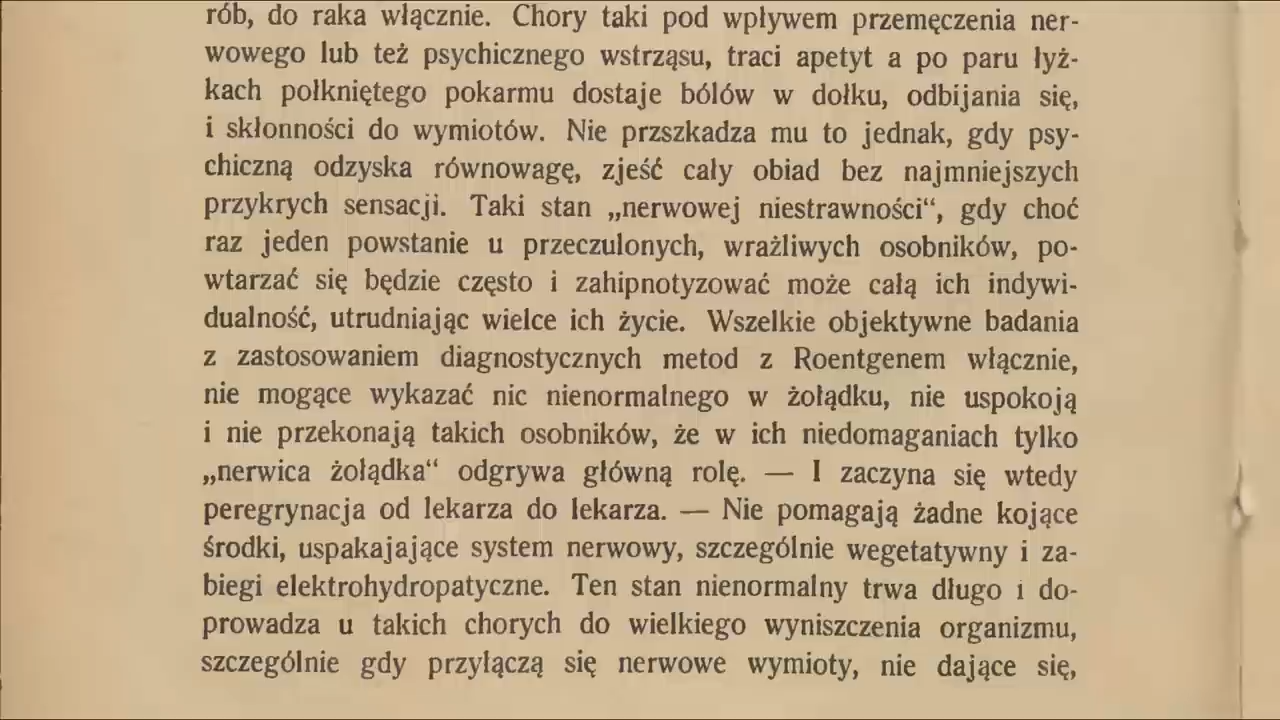 rób, do raka włącznie. Chory taki pod wpływem przemęczenia ner-
wowego lub też psychicznego wstrząsu, traci apetyt a po paru łyż-
kach połkniętego pokarmu dostaje bólów w dołku, odbijania się,
i skłonności do wymiotów. Nie przszkadza mu to jednak, gdy psy-
chiczną odzyska równowagę, zjeść cały obiad bez najmniejszych
przykrych sensacji. Taki stan „nerwowej niestrawności“, gdy choć
raz jeden powstanie u przeczulonych, wrażliwych osobników, po-
wtarzać się będzie często i zahipnotyzować może całą ich indywi-
dualność, utrudniając wielce ich życie. Wszelkie objektywne badania
z zastosowaniem diagnostycznych metod z Roentgenem włącznie,
nie mogące wykazać nic nienormalnego w żołądku, nie uspokoją
i nie przekonają takich osobników, że w ich niedomaganiach tylko
„nerwica żołądka“ odgrywa główną rolę. — I zaczyna się wtedy
peregrynacja od lekarza do lekarza. — Nie pomagają żadne kojące
środki, uspakajające system nerwowy, szczególnie wegetatywny i za-
biegi elektrohydropatyczne. Ten stan nienormalny trwa długo i do-
prowadza u takich chorych do wielkiego wyniszczenia organizmu,
szczególnie gdy przyłączą się nerwowe wymioty, nie dające się,